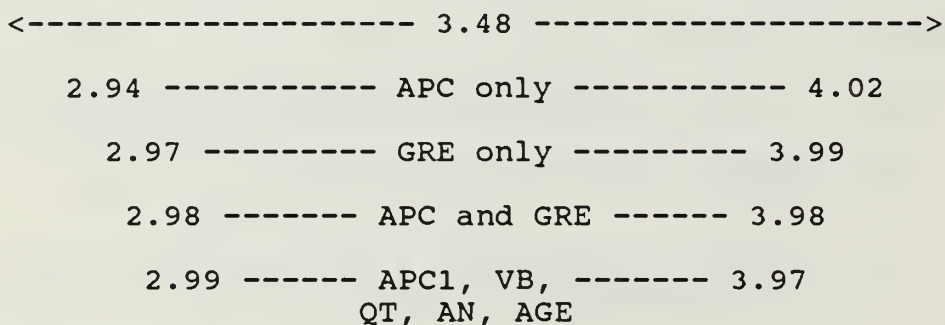 <--------------------- 3.48 --------------------->
2.94 ----------- APC only ----------- 4.02
2.97 --------- GRE only --------- 3.99
2.98 ------- APC and GRE ------ 3.98
2.99 ------ APC1, VB, ------- 3.97
QT, AN, AGE